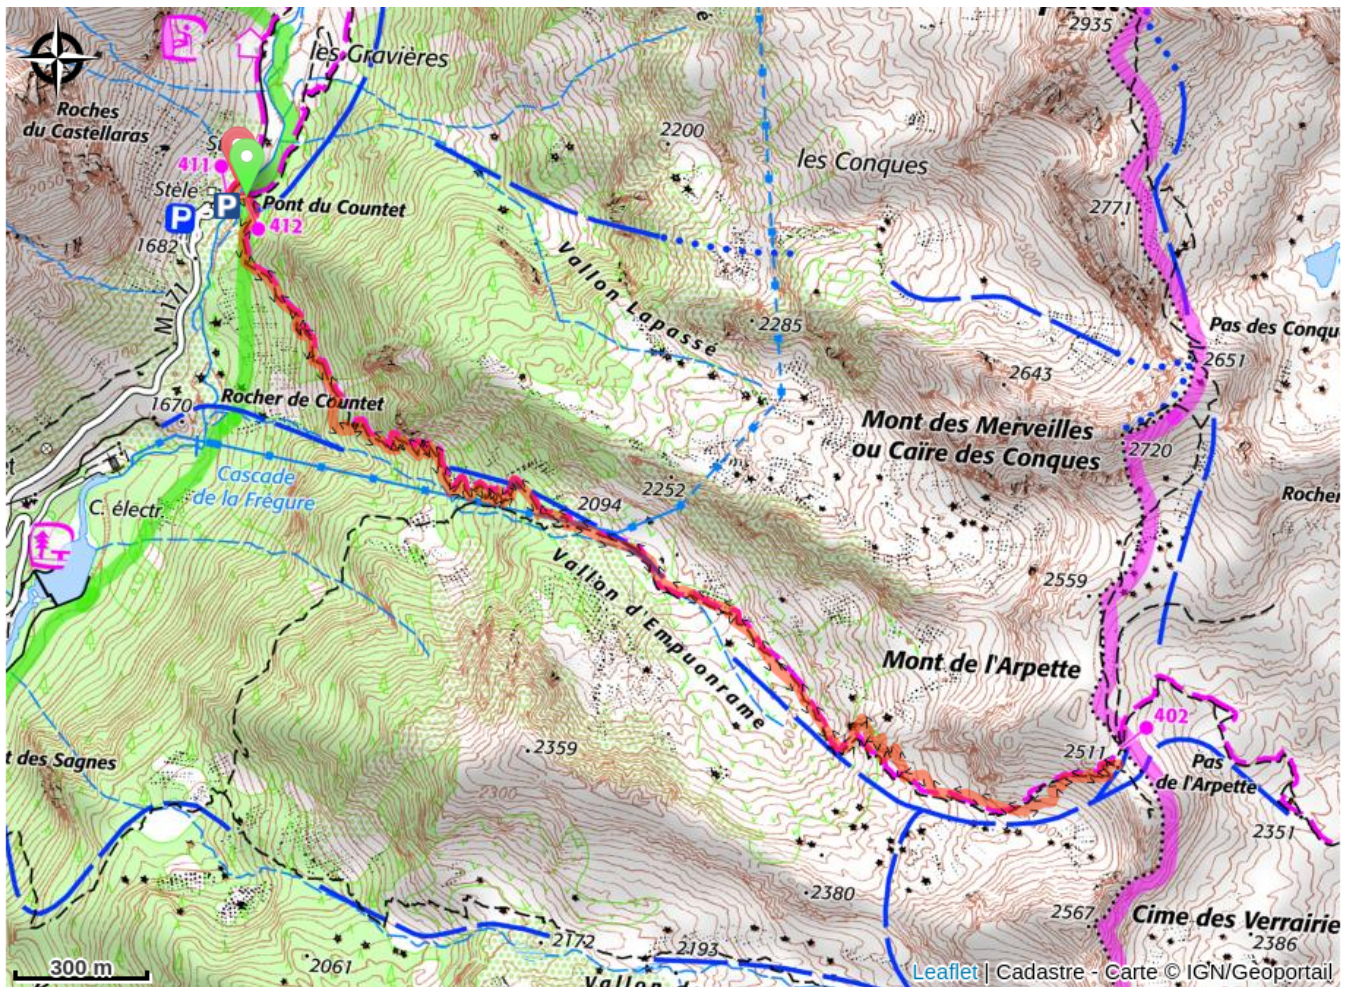 2935
les Gravières
Roches
du Castellaras
2200
les Conques
2050
411
Stèle
P
P
Pont du Countet
412
2771
2650
1682
Vallon Lapassé
M 171
2285
Pas des Conqu
2651
2643
Rocher de Countet
1670
Mont des Merveilles
ou Caïre des Conques
2720
Cascade
de la Frégure
2252
2094
Rocher
C. électr.
2559
Vallon d'Empuonrame
Mont de l'Arpette
402
2359
2511
t des Sagnes
Pas
de l'Arpette
2300
2351
2380
2567
Cime des Verrairie
2386
2172
2193
2061
300 m
Leaflet | Cadastre - Carte © IGN/Geoportail